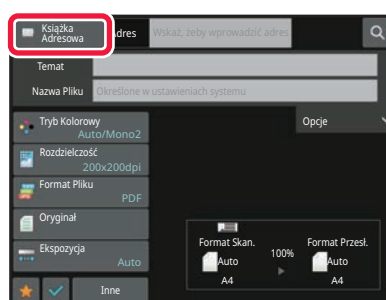 Książka
Adresowa
Adres
Wskaż, żeby wprowadzić adres
Temat
Nazwa Pliku
Określone w ustawieniach systemu
Tryb Kolorowy
Auto/Mono2
Opcje
Rozdzielczość
200x200dpi
Format Pliku
PDF
Oryginał
Ekspozycja
Auto
Format Skan.
100%
Format Przesł.
Auto
Auto
A4
A4
Inne